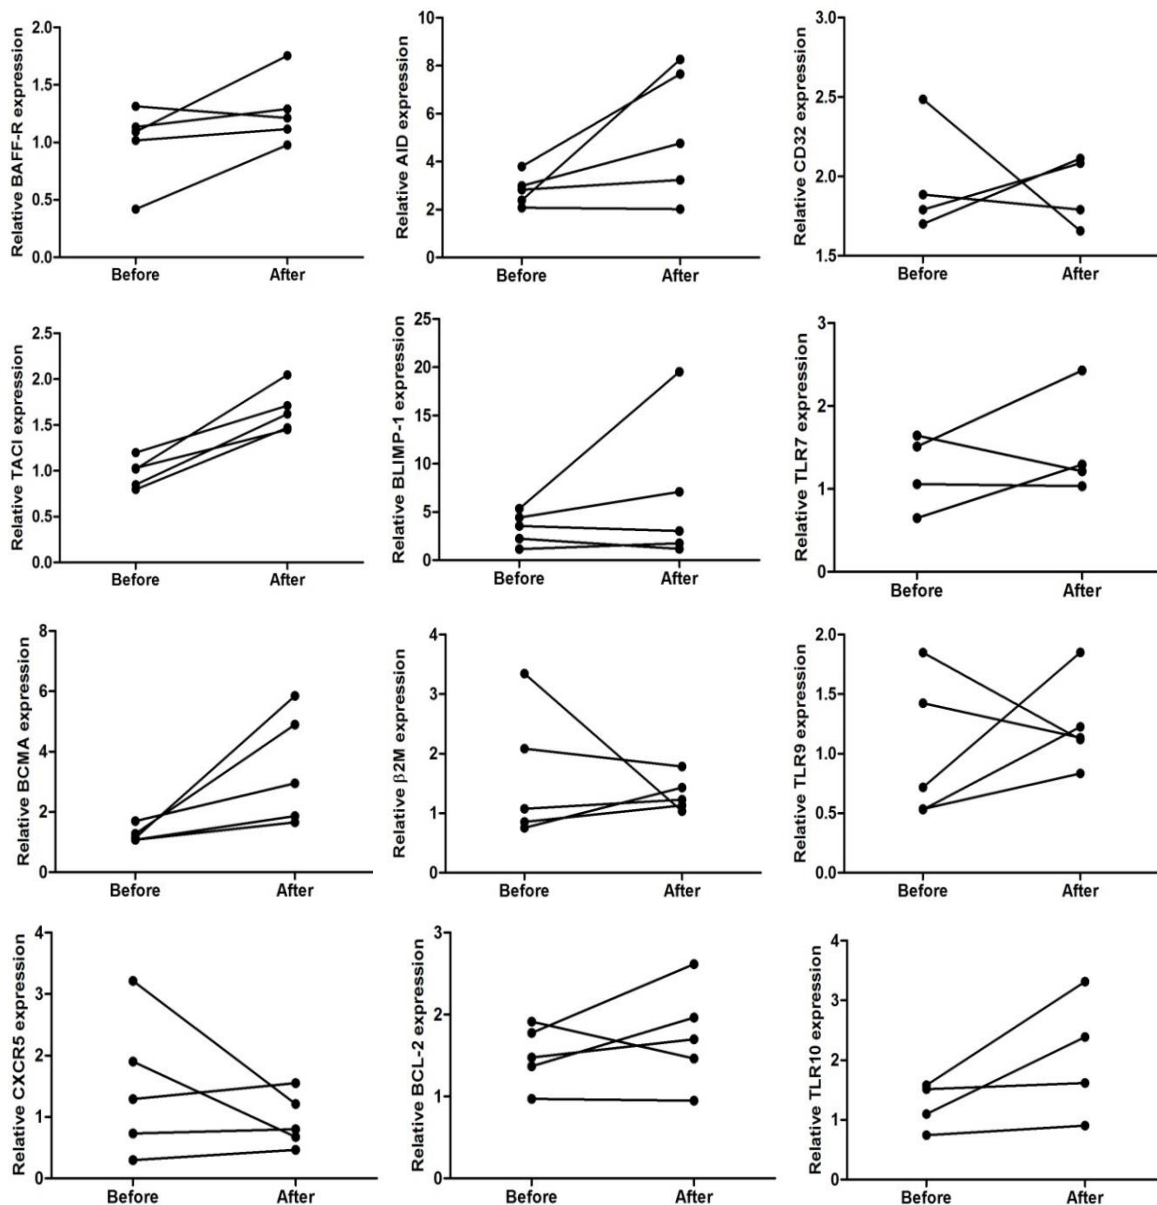 Relative BAFF-R expression
2.0
1.5
1.0
0.5
0.0
Before After
Relative AID expression
10
8
6
4
2
0
Before After
Relative CD32 expression
3.0
2.5
2.0
1.5
Before After
Relative TACI expression
2.5
2.0
1.5
1.0
0.5
0.0
Before After
Relative BLIMP-1 expression
25
20
15
10
5
0
Before After
Relative TLR7 expression
3
2
1
0
Before After
Relative BCMA expression
8
6
4
2
0
Before After
Relative β2M expression
4
3
2
1
0
Before After
Relative TLR9 expression
2.0
1.5
1.0
0.5
0.0
Before After
Relative CXCR5 expression
4
3
2
1
0
Before After
Relative BCL-2 expression
3
2
1
0
Before After
Relative TLR10 expression
4
3
2
1
0
Before After